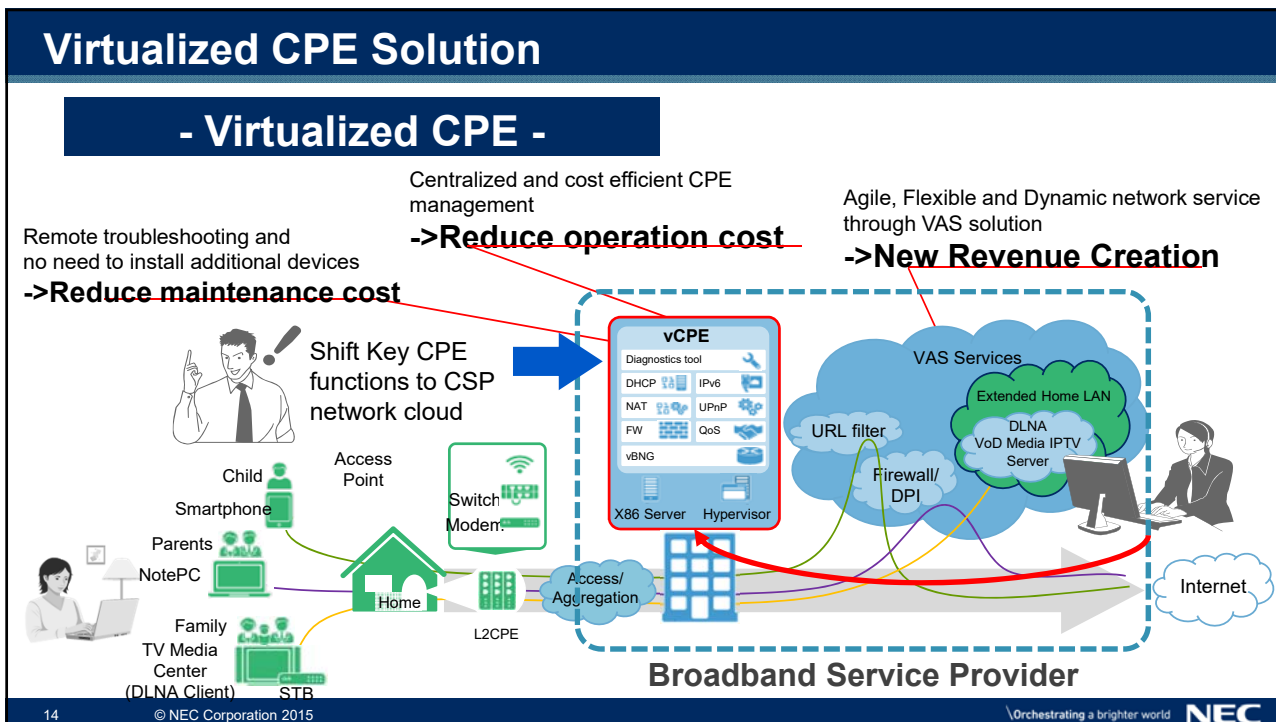 Virtualized CPE Solution
- Virtualized CPE -
Centralized and cost efficient CPE
management
->Reduce operation cost
Agile, Flexible and Dynamic network service
through VAS solution
->New Revenue Creation
Remote troubleshooting and
no need to install additional devices
->Reduce maintenance cost
Shift Key CPE
functions to CSP
network cloud
vCPE
Diagnostics tool
DHCP
IPv6
NAT
UPnP
FW
QoS
vBNG
X86 Server
Hypervisor
VAS Services
Extended Home LAN
DLNA
VoD Media IPTV
Server
URL filter
Firewall/
DPI
Access
Point
Switch
Modem
Child
Smartphone
Parents
NotePC
Family
TV Media
Center
(DLNA Client)
STB
Home
L2CPE
Access/
Aggregation
Internet
Broadband Service Provider
14
© NEC Corporation 2015
\Orchestrating a brighter world
NEC